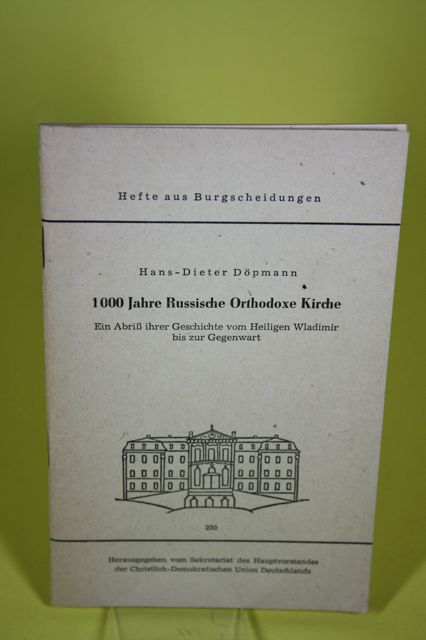 Hefte aus Burgscheidungen
Hans-Dieter Döpmann
1000 Jahre Russische Orthodoxe Kirche
Ein Abriß ihrer Geschichte vom Heiligen Wladimir
bis zur Gegenwart
250
Herausgegeben vom Sekretariat des Hauptvorstandes
der Christlich-Demokratischen Union Deutschlands